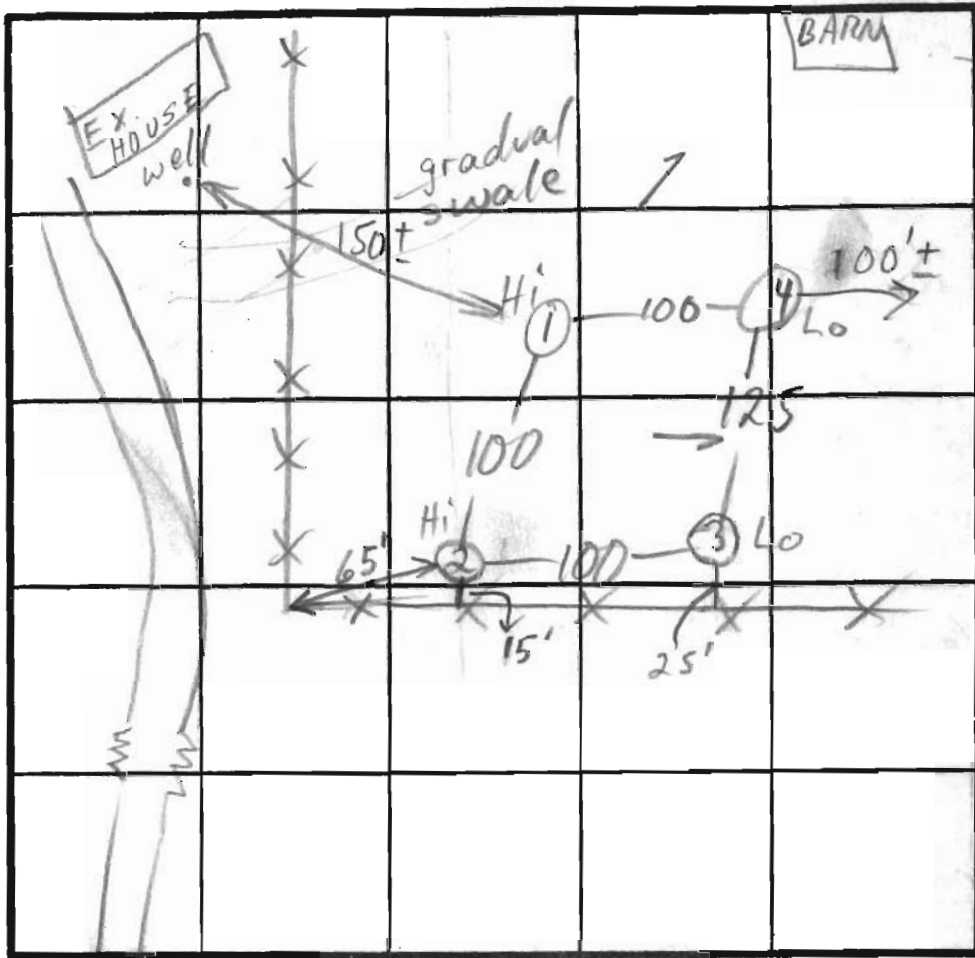 BARN
EX.
HOUSE
well
gradual
swale
150±
100'±
Hi
1
100
4
Lo
125
100
Hi
2
100
3
Lo
65'
15'
25'